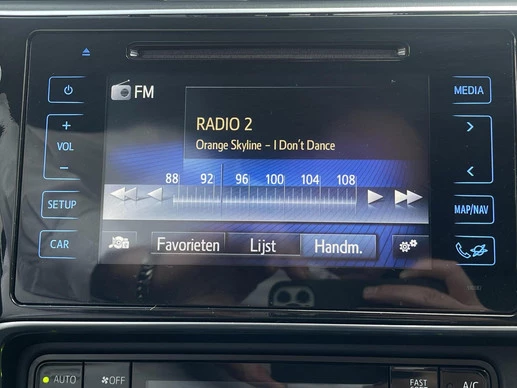 FM
MEDIA
RADIO 2
Orange Skyline - I Don't Dance
+
VOL
−
88 92 96 100 104 108
SETUP
MAP/NAV
CAR
Favorieten
Lijst
Handm.
AUTO
OFF
FAST
A/C